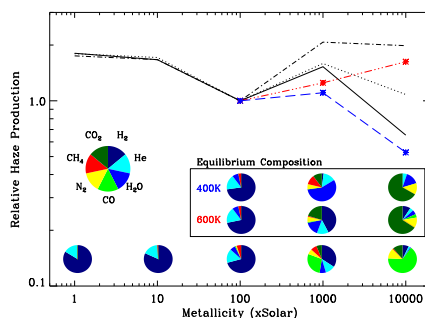 Relative Haze Production
1.0
0.1
CO₂
H₂
CH₄
He
N₂
H₂O
CO
Equilibrium Composition
400K
600K
1
10
100
1000
10000
Metallicity (xSolar)